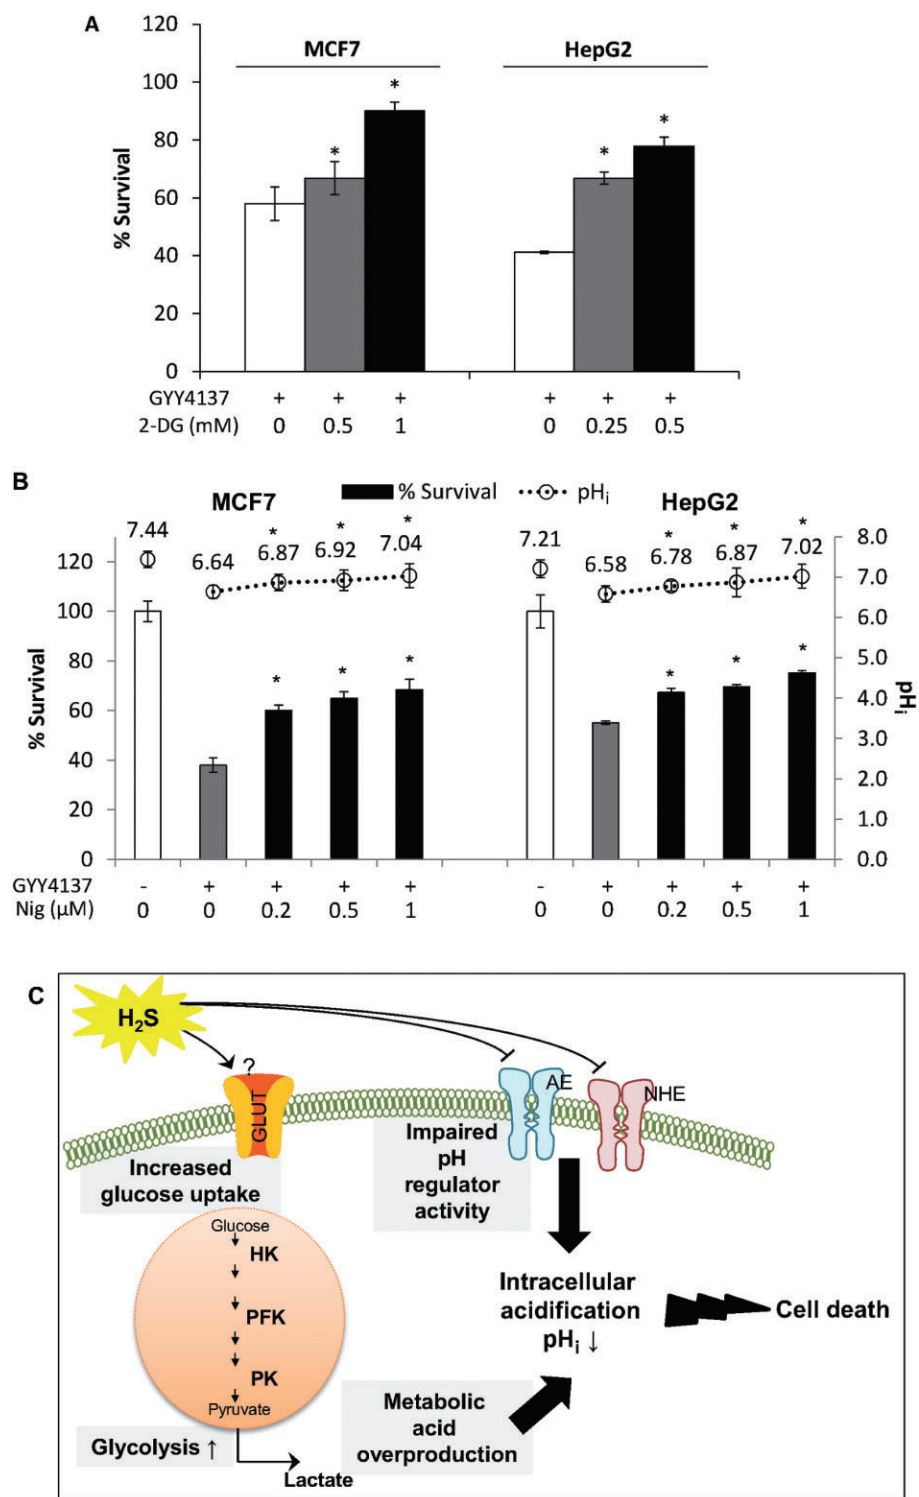 A
MCF7
HepG2
120
100
80
60
40
20
0
% Survival
* * * *
GYY4137 + + + + + +
2-DG (mM) 0 0.5 1 0 0.25 0.5
B
% Survival pHi
MCF7 HepG2
* * * * * *
7.44 6.64 6.87 6.92 7.04 7.21 6.58 6.78 6.87 7.02
120
100
80
60
40
20
0
% Survival
* * * * * *
8.0
7.0
6.0
5.0
4.0
3.0
2.0
1.0
0.0
pHi
GYY4137 - + + + + - + + + +
Nig (μM) 0 0 0.2 0.5 1 0 0 0.2 0.5 1
C
H2S
?
GLUT
AE
NHE
Increased
glucose uptake
Impaired
pH
regulator
activity
Glucose
HK
PFK
PK
Pyruvate
Glycolysis ↑
Lactate
Metabolic
acid
overproduction
Intracellular
acidification
pHi ↓
Cell death